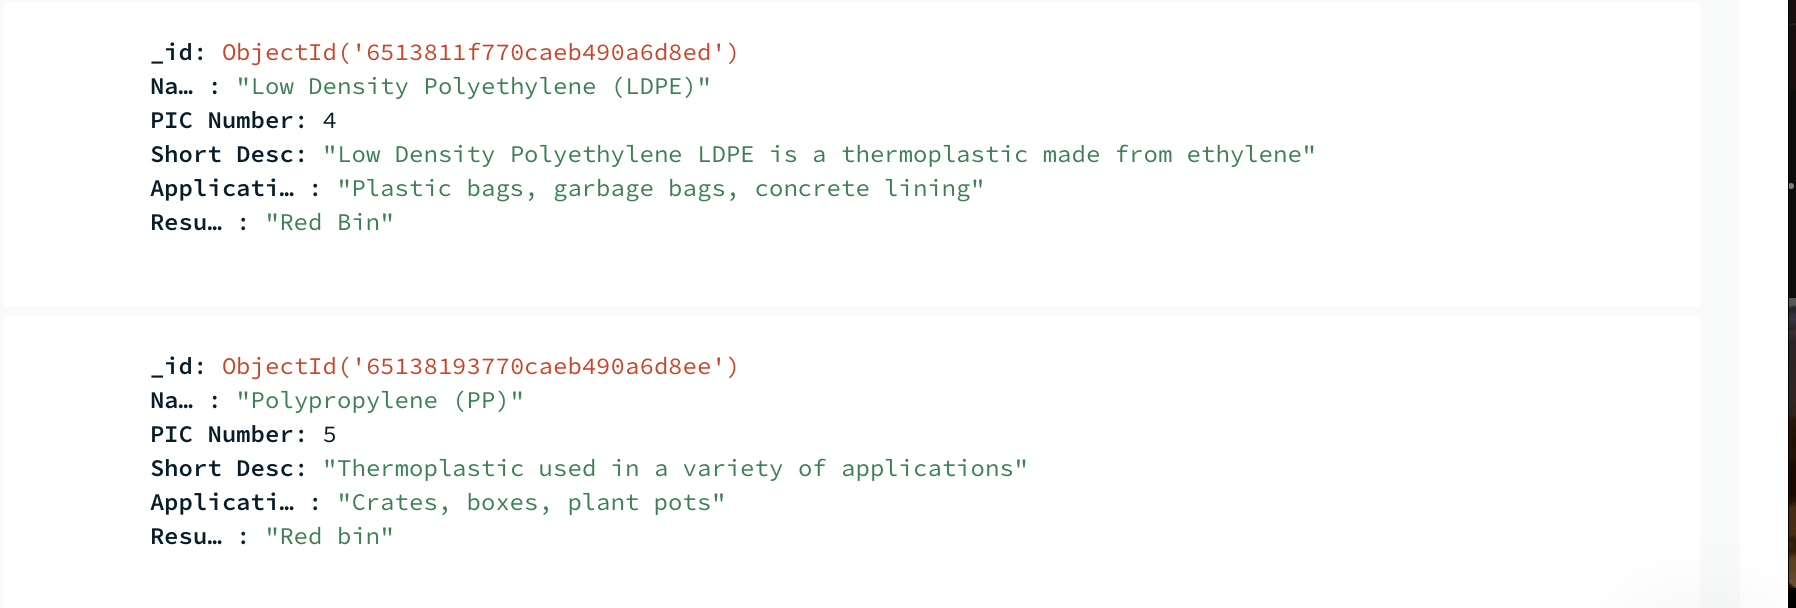 _id: ObjectId('6513811f770caeb490a6d8ed')
Na… : "Low Density Polyethylene (LDPE)"
PIC Number: 4
Short Desc: "Low Density Polyethylene LDPE is a thermoplastic made from ethylene"
Applicati… : "Plastic bags, garbage bags, concrete lining"
Resu… : "Red Bin"
_id: ObjectId('65138193770caeb490a6d8ee')
Na… : "Polypropylene (PP)"
PIC Number: 5
Short Desc: "Thermoplastic used in a variety of applications"
Applicati… : "Crates, boxes, plant pots"
Resu… : "Red bin"